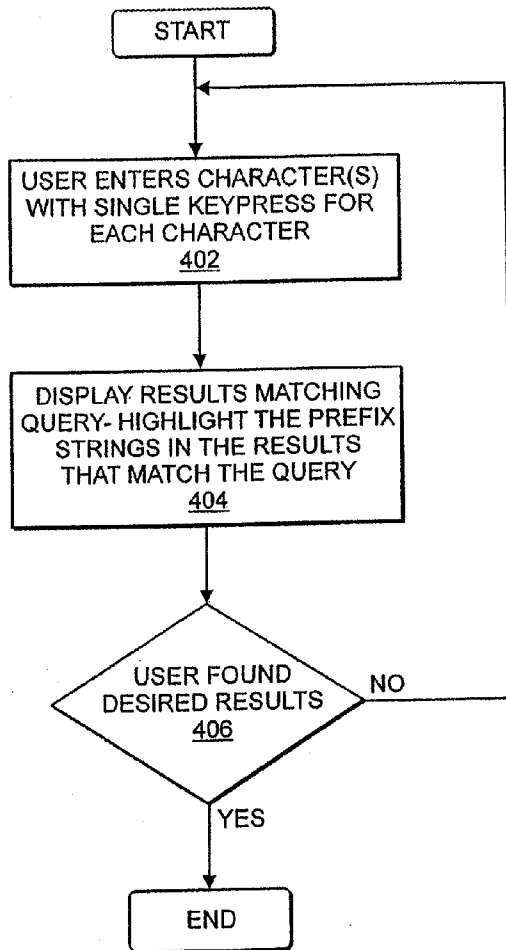 START
USER ENTERS CHARACTER(S)
WITH SINGLE KEYPRESS FOR
EACH CHARACTER
402
DISPLAY RESULTS MATCHING
QUERY- HIGHLIGHT THE PREFIX
STRINGS IN THE RESULTS
THAT MATCH THE QUERY
404
USER FOUND
DESIRED RESULTS
406
NO
YES
END